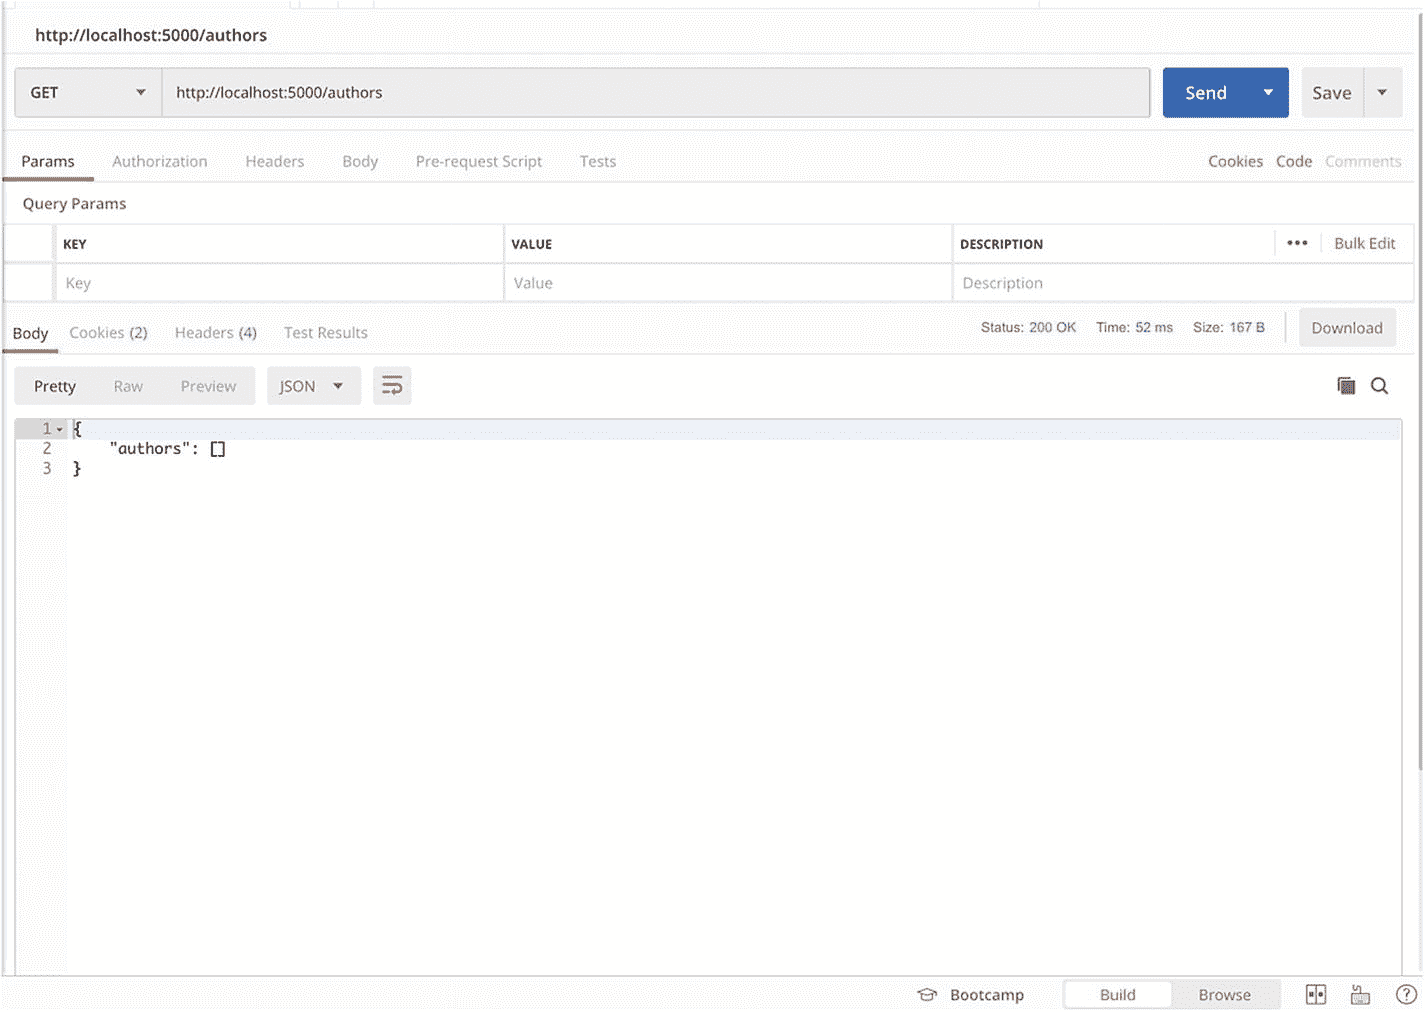 http://localhost:5000/authors
GET http://localhost:5000/authors Send Save
Params Authorization Headers Body Pre-request Script Tests Cookies Code Comments
Query Params
KEY VALUE DESCRIPTION ••• Bulk Edit
Key Value Description
Body Cookies (2) Headers (4) Test Results Status: 200 OK Time: 52 ms Size: 167 B Download
Pretty Raw Preview JSON
1 {
2 "authors": []
3 }
Bootcamp Build Browse ?